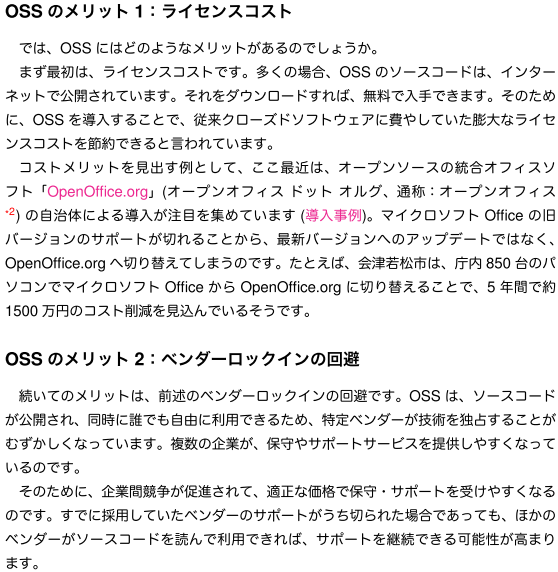 OSS のメリット 1：ライセンスコスト
では、OSS にはどのようなメリットがあるのでしょうか。
まず最初は、ライセンスコストです。多くの場合、OSS のソースコードは、インター
ネットで公開されています。それをダウンロードすれば、無料で入手できます。そのため
に、OSS を導入することで、従来クローズドソフトウェアに費やしていた膨大なライセ
ンスコストを節約できると言われています。
コストメリットを見出す例として、ここ最近は、オープンソースの統合オフィスソ
フト「OpenOffice.org」(オープンオフィス ドット オルグ、通称：オープンオフィス
*2) の自治体による導入が注目を集めています (導入事例)。マイクロソフト Office の旧
バージョンのサポートが切れることから、最新バージョンへのアップデートではなく、
OpenOffice.org へ切り替えてしまうのです。たとえば、会津若松市は、庁内 850 台のパ
ソコンでマイクロソフト Office から OpenOffice.org に切り替えることで、5 年間で約
1500 万円のコスト削減を見込んでいるそうです。
OSS のメリット 2：ベンダーロックインの回避
続いてのメリットは、前述のベンダーロックインの回避です。OSS は、ソースコード
が公開され、同時に誰でも自由に利用できるため、特定ベンダーが技術を独占することが
むずかしくなっています。複数の企業が、保守やサポートサービスを提供しやすくなって
いるのです。
そのために、企業間競争が促進されて、適正な価格で保守・サポートを受けやすくなる
のです。すでに採用していたベンダーのサポートがうち切られた場合であっても、ほかの
ベンダーがソースコードを読んで利用できれば、サポートを継続できる可能性が高まり
ます。